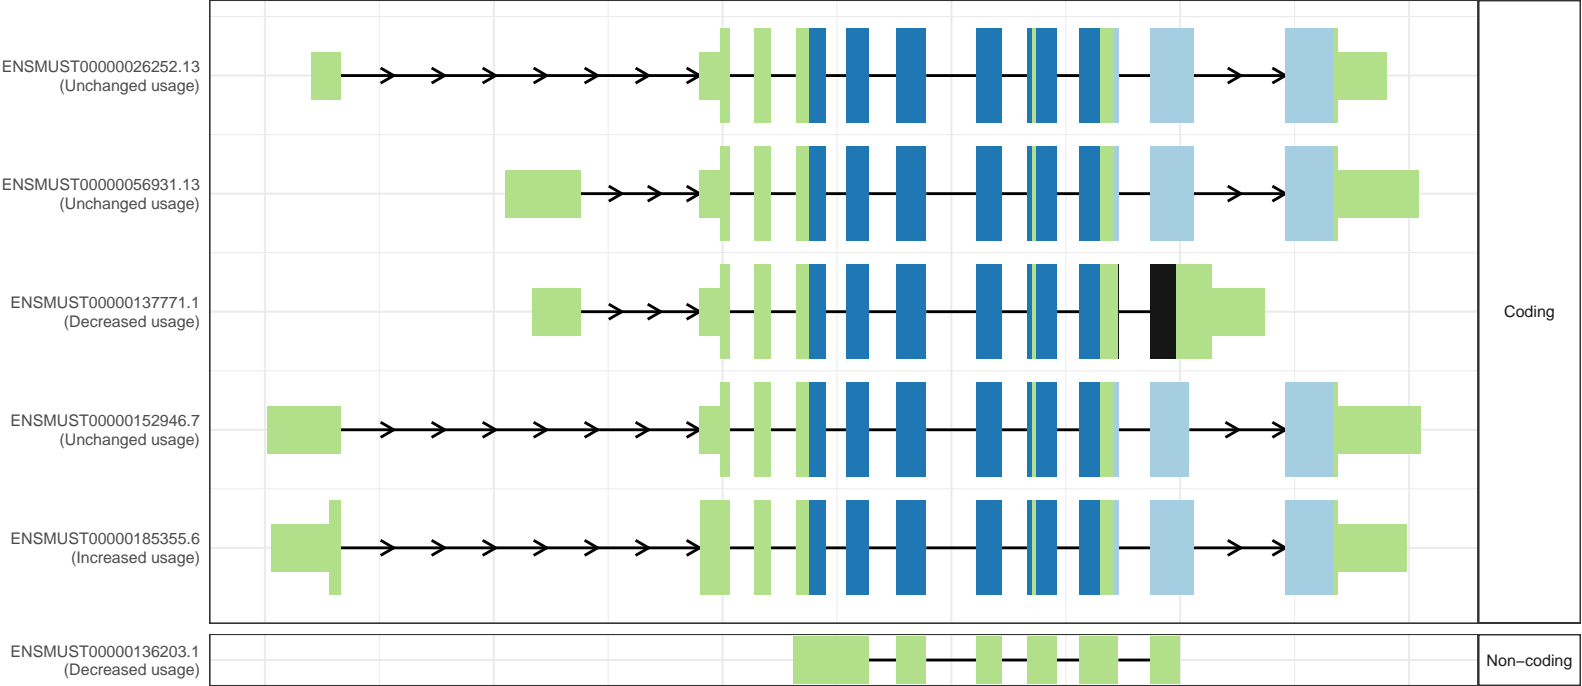 ENSMUST00000026252.13
(Unchanged usage)
ENSMUST00000056931.13
(Unchanged usage)
ENSMUST00000137771.1
(Decreased usage)
Coding
ENSMUST00000152946.7
(Unchanged usage)
ENSMUST00000185355.6
(Increased usage)
ENSMUST00000136203.1
(Decreased usage)
Non−coding